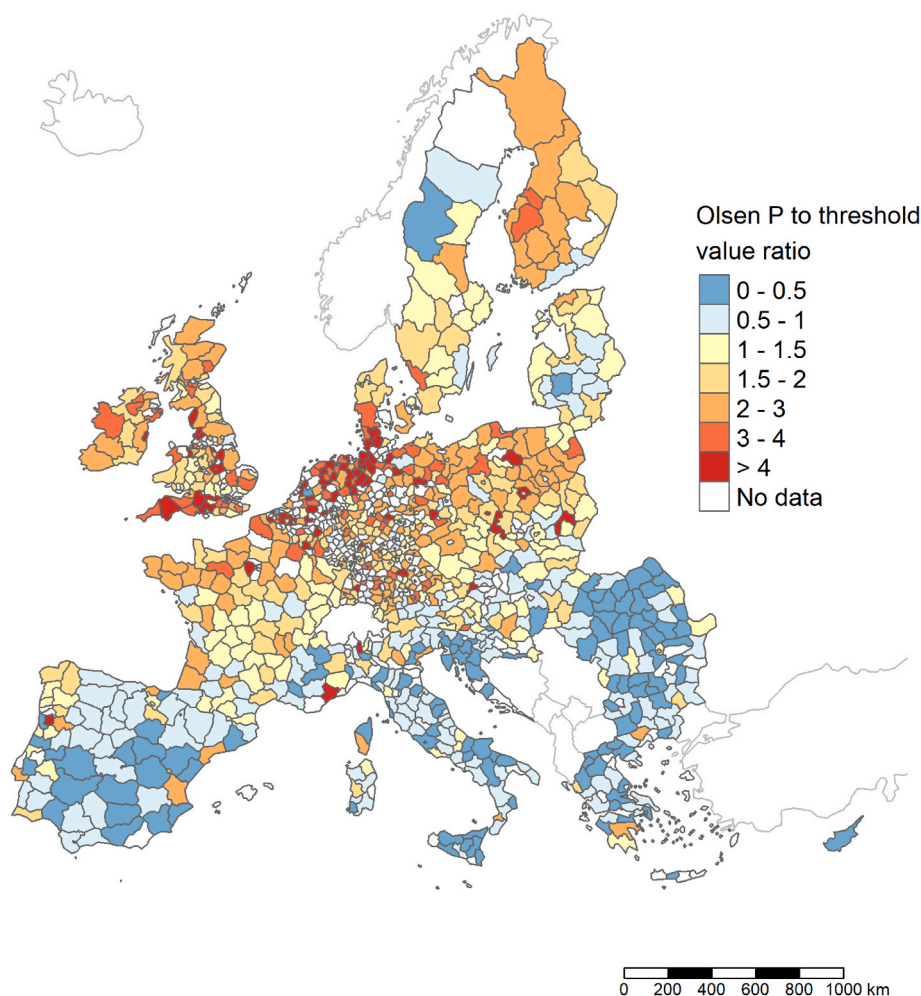 Olsen P to threshold
value ratio
0 - 0.5
0.5 - 1
1 - 1.5
1.5 - 2
2 - 3
3 - 4
> 4
No data
0 200 400 600 800 1000 km